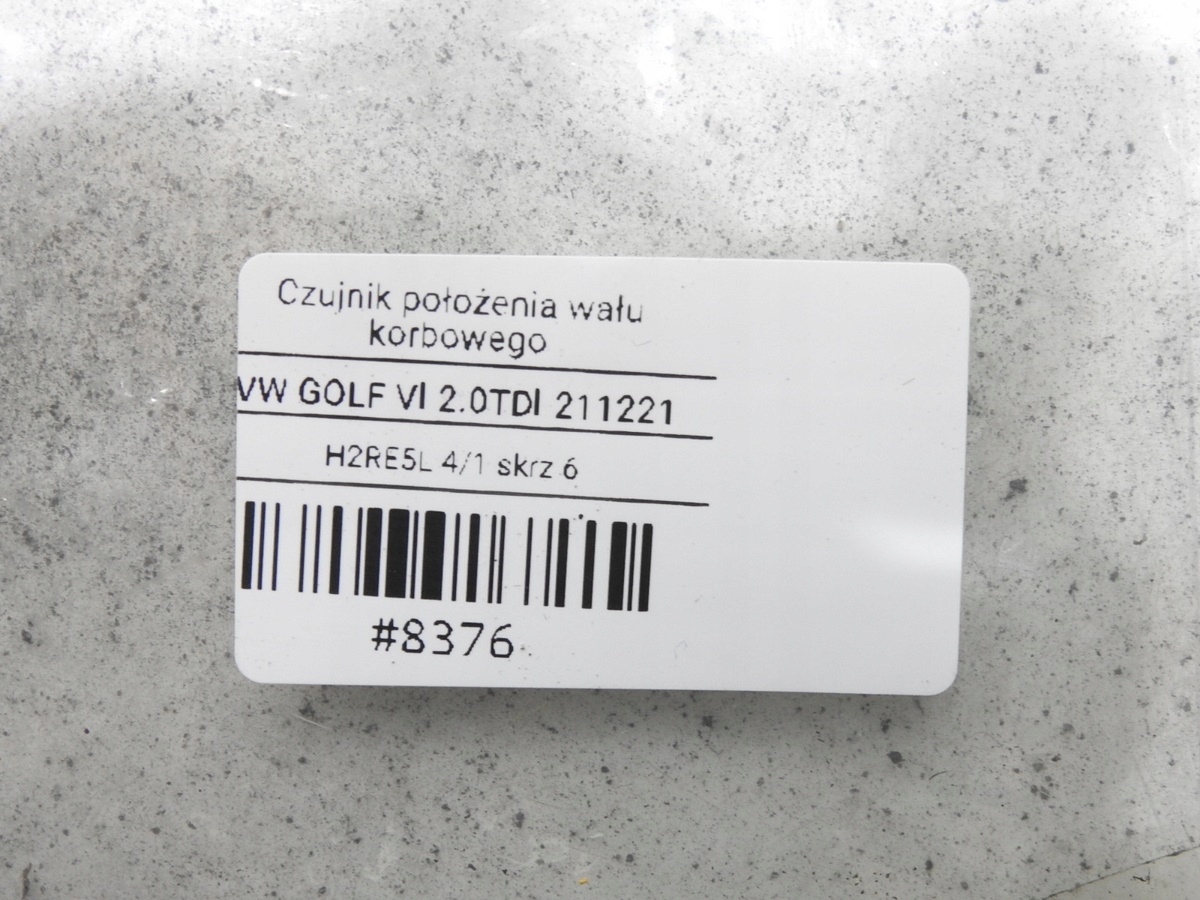 Czujnik położenia wału
korbowego
VW GOLF VI 2.0TDI 211221
H2RE5L 4/1 skrz 6
#8376